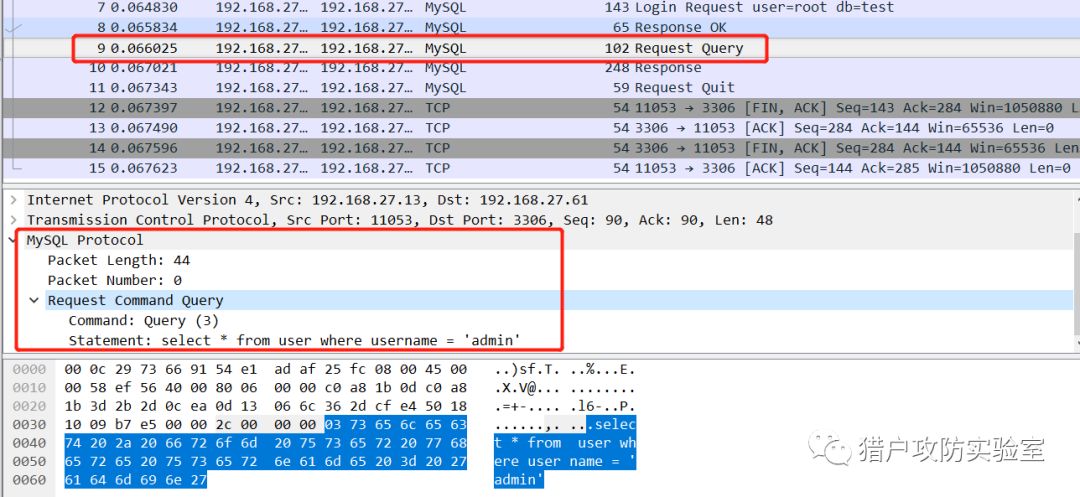 7 0.064830 192.168.27… 192.168.27… MySQL 143 Login Request user=root db=test
8 0.065834 192.168.27… 192.168.27… MySQL 65 Response OK
9 0.066025 192.168.27… 192.168.27… MySQL 102 Request Query
10 0.067021 192.168.27… 192.168.27… MySQL 248 Response
11 0.067343 192.168.27… 192.168.27… MySQL 59 Request Quit
12 0.067397 192.168.27… 192.168.27… TCP 54 11053 → 3306 [FIN, ACK] Seq=143 Ack=284 Win=1050880 L
13 0.067490 192.168.27… 192.168.27… TCP 54 3306 → 11053 [ACK] Seq=284 Ack=144 Win=65536 Len=0
14 0.067596 192.168.27… 192.168.27… TCP 54 3306 → 11053 [FIN, ACK] Seq=284 Ack=144 Win=65536 Len
15 0.067623 192.168.27… 192.168.27… TCP 54 11053 → 3306 [ACK] Seq=144 Ack=285 Win=1050880 Len=0
Internet Protocol Version 4, Src: 192.168.27.13, Dst: 192.168.27.61
Transmission Control Protocol, Src Port: 11053, Dst Port: 3306, Seq: 90, Ack: 90, Len: 48
MySQL Protocol
Packet Length: 44
Packet Number: 0
Request Command Query
Command: Query (3)
Statement: select * from user where username = 'admin'
0000 00 0c 29 73 66 91 54 e1 ad af 25 fc 08 00 45 00 ..)sf.T. ..%...E.
0010 00 58 ef 56 40 00 80 06 00 00 c0 a8 1b 0d c0 a8 .X.V@... ........
0020 1b 3d 2b 2d 0c ea 0d 13 06 6c 36 2d cf e4 50 18 .=+-.... .l6-..P.
0030 10 09 b7 e5 00 00 2c 00 00 00 03 73 65 6c 65 63 ......,. ...selec
0040 74 20 2a 20 66 72 6f 6d 20 75 73 65 72 20 77 68 t * from  user wh
0050 65 72 65 20 75 73 65 72 6e 61 6d 65 20 3d 20 27 ere user name = '
0060 61 64 6d 69 6e 27 admin'
猎户攻防实验室